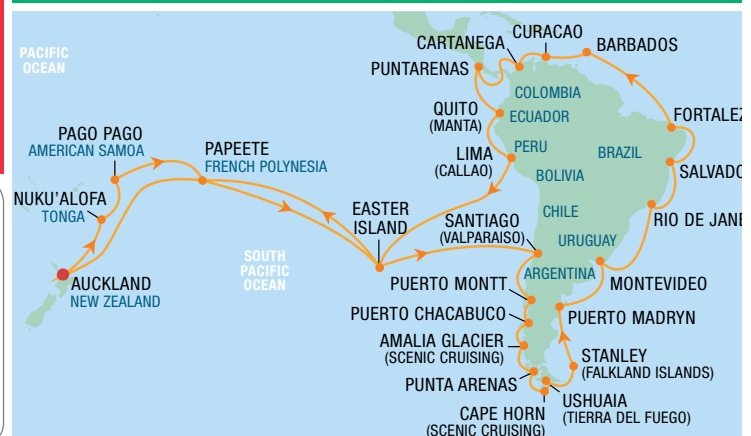 PACIFIC
OCEAN
CARTANEGA
CURACAO
BARBADOS
PUNTARENAS
COLOMBIA
QUITO
(MANTA)
ECUADOR
FORTALEZ
PAGO PAGO
AMERICAN SAMOA
PAPEETE
FRENCH POLYNESIA
LIMA
(CALLAO)
PERU
BRAZIL
BOLIVIA
SALVADO
NUKU'ALOFA
TONGA
EASTER
ISLAND
CHILE
SANTIAGO
(VALPARAISO)
RIO DE JANE
URUGUAY
SOUTH
PACIFIC
OCEAN
ARGENTINA
AUCKLAND
NEW ZEALAND
PUERTO MONTT
MONTEVIDEO
PUERTO CHACABUCO
PUERTO MADRYN
AMALIA GLACIER
(SCENIC CRUISING)
STANLEY
(FALKLAND ISLANDS)
PUNTA ARENAS
USHUAIA
(TIERRA DEL FUEGO)
CAPE HORN
(SCENIC CRUISING)